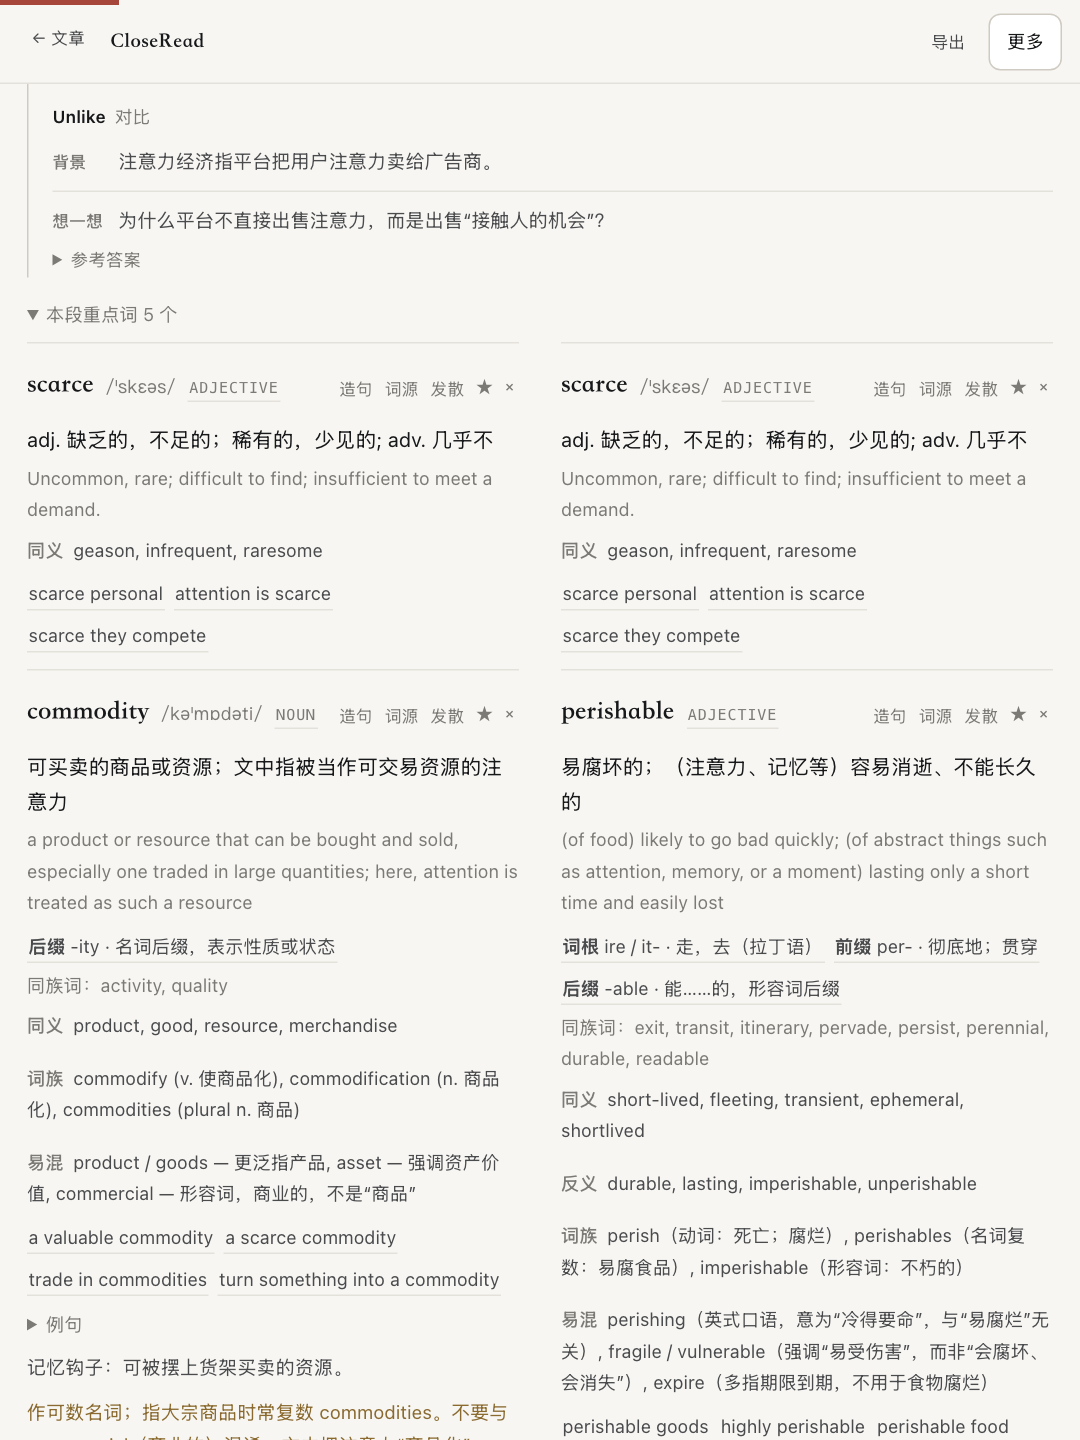 ← 文章
CloseRead
导出
更多
Unlike 对比
背景 注意力经济指平台把用户注意力卖给广告商。
想一想 为什么平台不直接出售注意力，而是出售“接触人的机会”？
▶ 参考答案
▼ 本段重点词 5 个
scarce /ˈskɛəs/ ADJECTIVE 造句 词源 发散 ★ ×
adj. 缺乏的，不足的；稀有的，少见的; adv. 几乎不
Uncommon, rare; difficult to find; insufficient to meet a
demand.
同义 geason, infrequent, raresome
scarce personal attention is scarce
scarce they compete
scarce /ˈskɛəs/ ADJECTIVE 造句 词源 发散 ★ ×
adj. 缺乏的，不足的；稀有的，少见的; adv. 几乎不
Uncommon, rare; difficult to find; insufficient to meet a
demand.
同义 geason, infrequent, raresome
scarce personal attention is scarce
scarce they compete
commodity /kəˈmɒdəti/ NOUN 造句 词源 发散 ★ ×
可买卖的商品或资源；文中指被当作可交易资源的注
意力
a product or resource that can be bought and sold,
especially one traded in large quantities; here, attention is
treated as such a resource
后缀 -ity · 名词后缀，表示性质或状态
同族词：activity, quality
同义 product, good, resource, merchandise
词族 commodify (v. 使商品化), commodification (n. 商品
化), commodities (plural n. 商品)
易混 product / goods — 更泛指产品, asset — 强调资产价
值, commercial — 形容词，商业的，不是“商品”
a valuable commodity a scarce commodity
trade in commodities turn something into a commodity
▶ 例句
记忆钩子：可被摆上货架买卖的资源。
作可数名词；指大宗商品时常复数 commodities。不要与
perishable ADJECTIVE 造句 词源 发散 ★ ×
易腐坏的；（注意力、记忆等）容易消逝、不能长久
的
(of food) likely to go bad quickly; (of abstract things such
as attention, memory, or a moment) lasting only a short
time and easily lost
词根 ire / it- · 走，去（拉丁语） 前缀 per- · 彻底地；贯穿
后缀 -able · 能……的，形容词后缀
同族词：exit, transit, itinerary, pervade, persist, perennial,
durable, readable
同义 short-lived, fleeting, transient, ephemeral,
shortlived
反义 durable, lasting, imperishable, unperishable
词族 perish（动词：死亡；腐烂）, perishables（名词复
数：易腐食品）, imperishable（形容词：不朽的）
易混 perishing（英式口语，意为“冷得要命”，与“易腐烂”无
关）, fragile / vulnerable（强调“易受伤害”，而非“会腐坏、
会消失”）, expire（多指期限到期，不用于食物腐烂）
perishable goods highly perishable perishable food